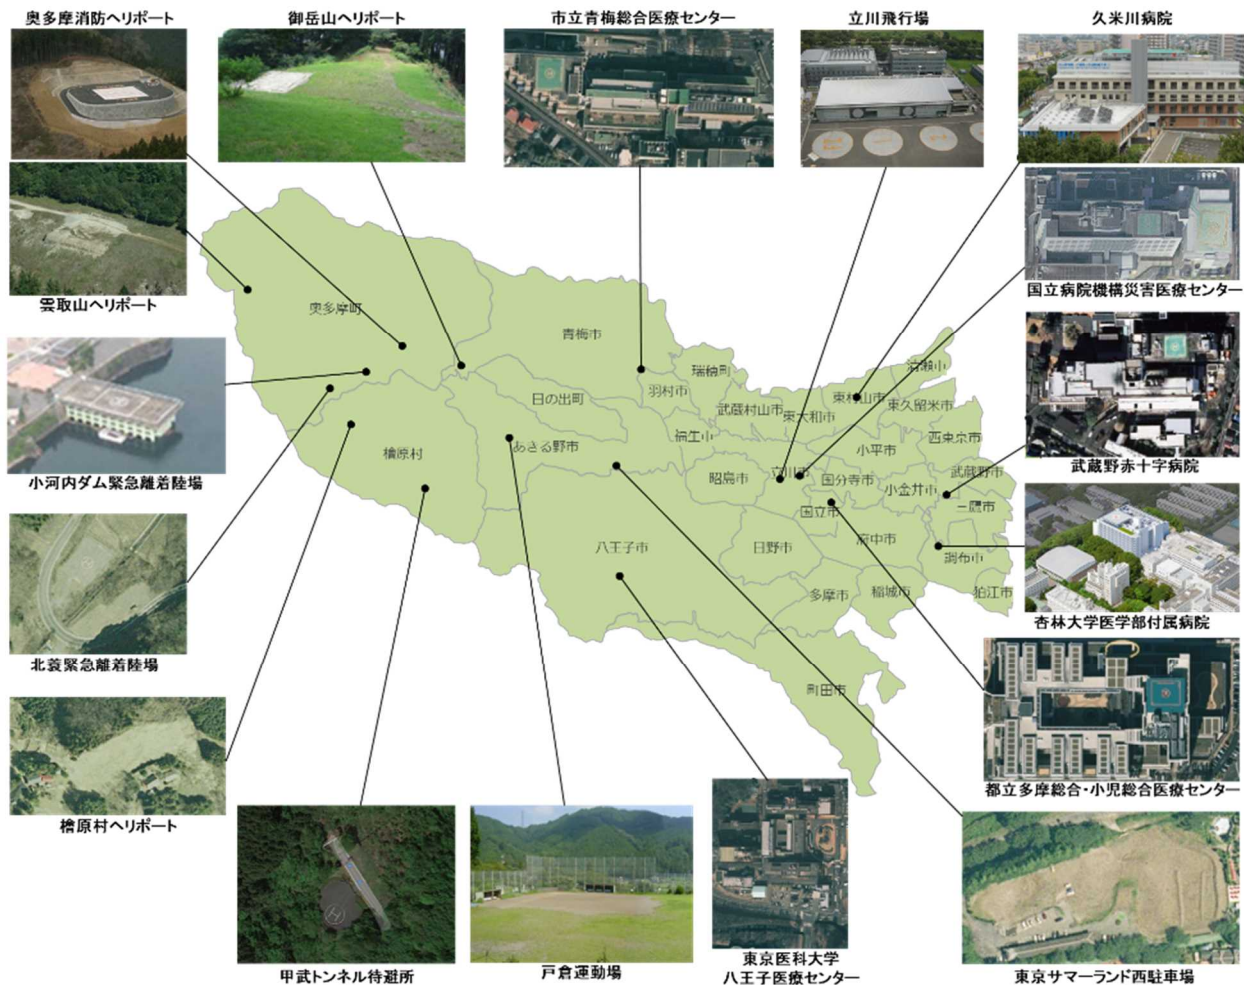 奥多摩消防ヘリポート
御岳山ヘリポート
市立青梅総合医療センター
立川飛行場
久米川病院
雲取山ヘリポート
国立病院機構災害医療センター
小河内ダム緊急離着陸場
武蔵野赤十字病院
北䕃緊急離着陸場
杏林大学医学部付属病院
檜原村ヘリポート
都立多摩総合・小児総合医療センター
甲武トンネル待避所
戸倉運動場
東京医科大学
八王子医療センター
東京サマーランド西駐車場
奥多摩町
青梅市
瑞穂町
清瀬市
羽村市
日の出町
武蔵村山市
東大和市
東村山市
東久留米市
あきる野市
福生市
小平市
西東京市
檜原村
昭島市
立川市
国分寺市
小金井市
武蔵野市
国立市
三鷹市
八王子市
日野市
府中市
調布市
多摩市
稲城市
狛江市
町田市